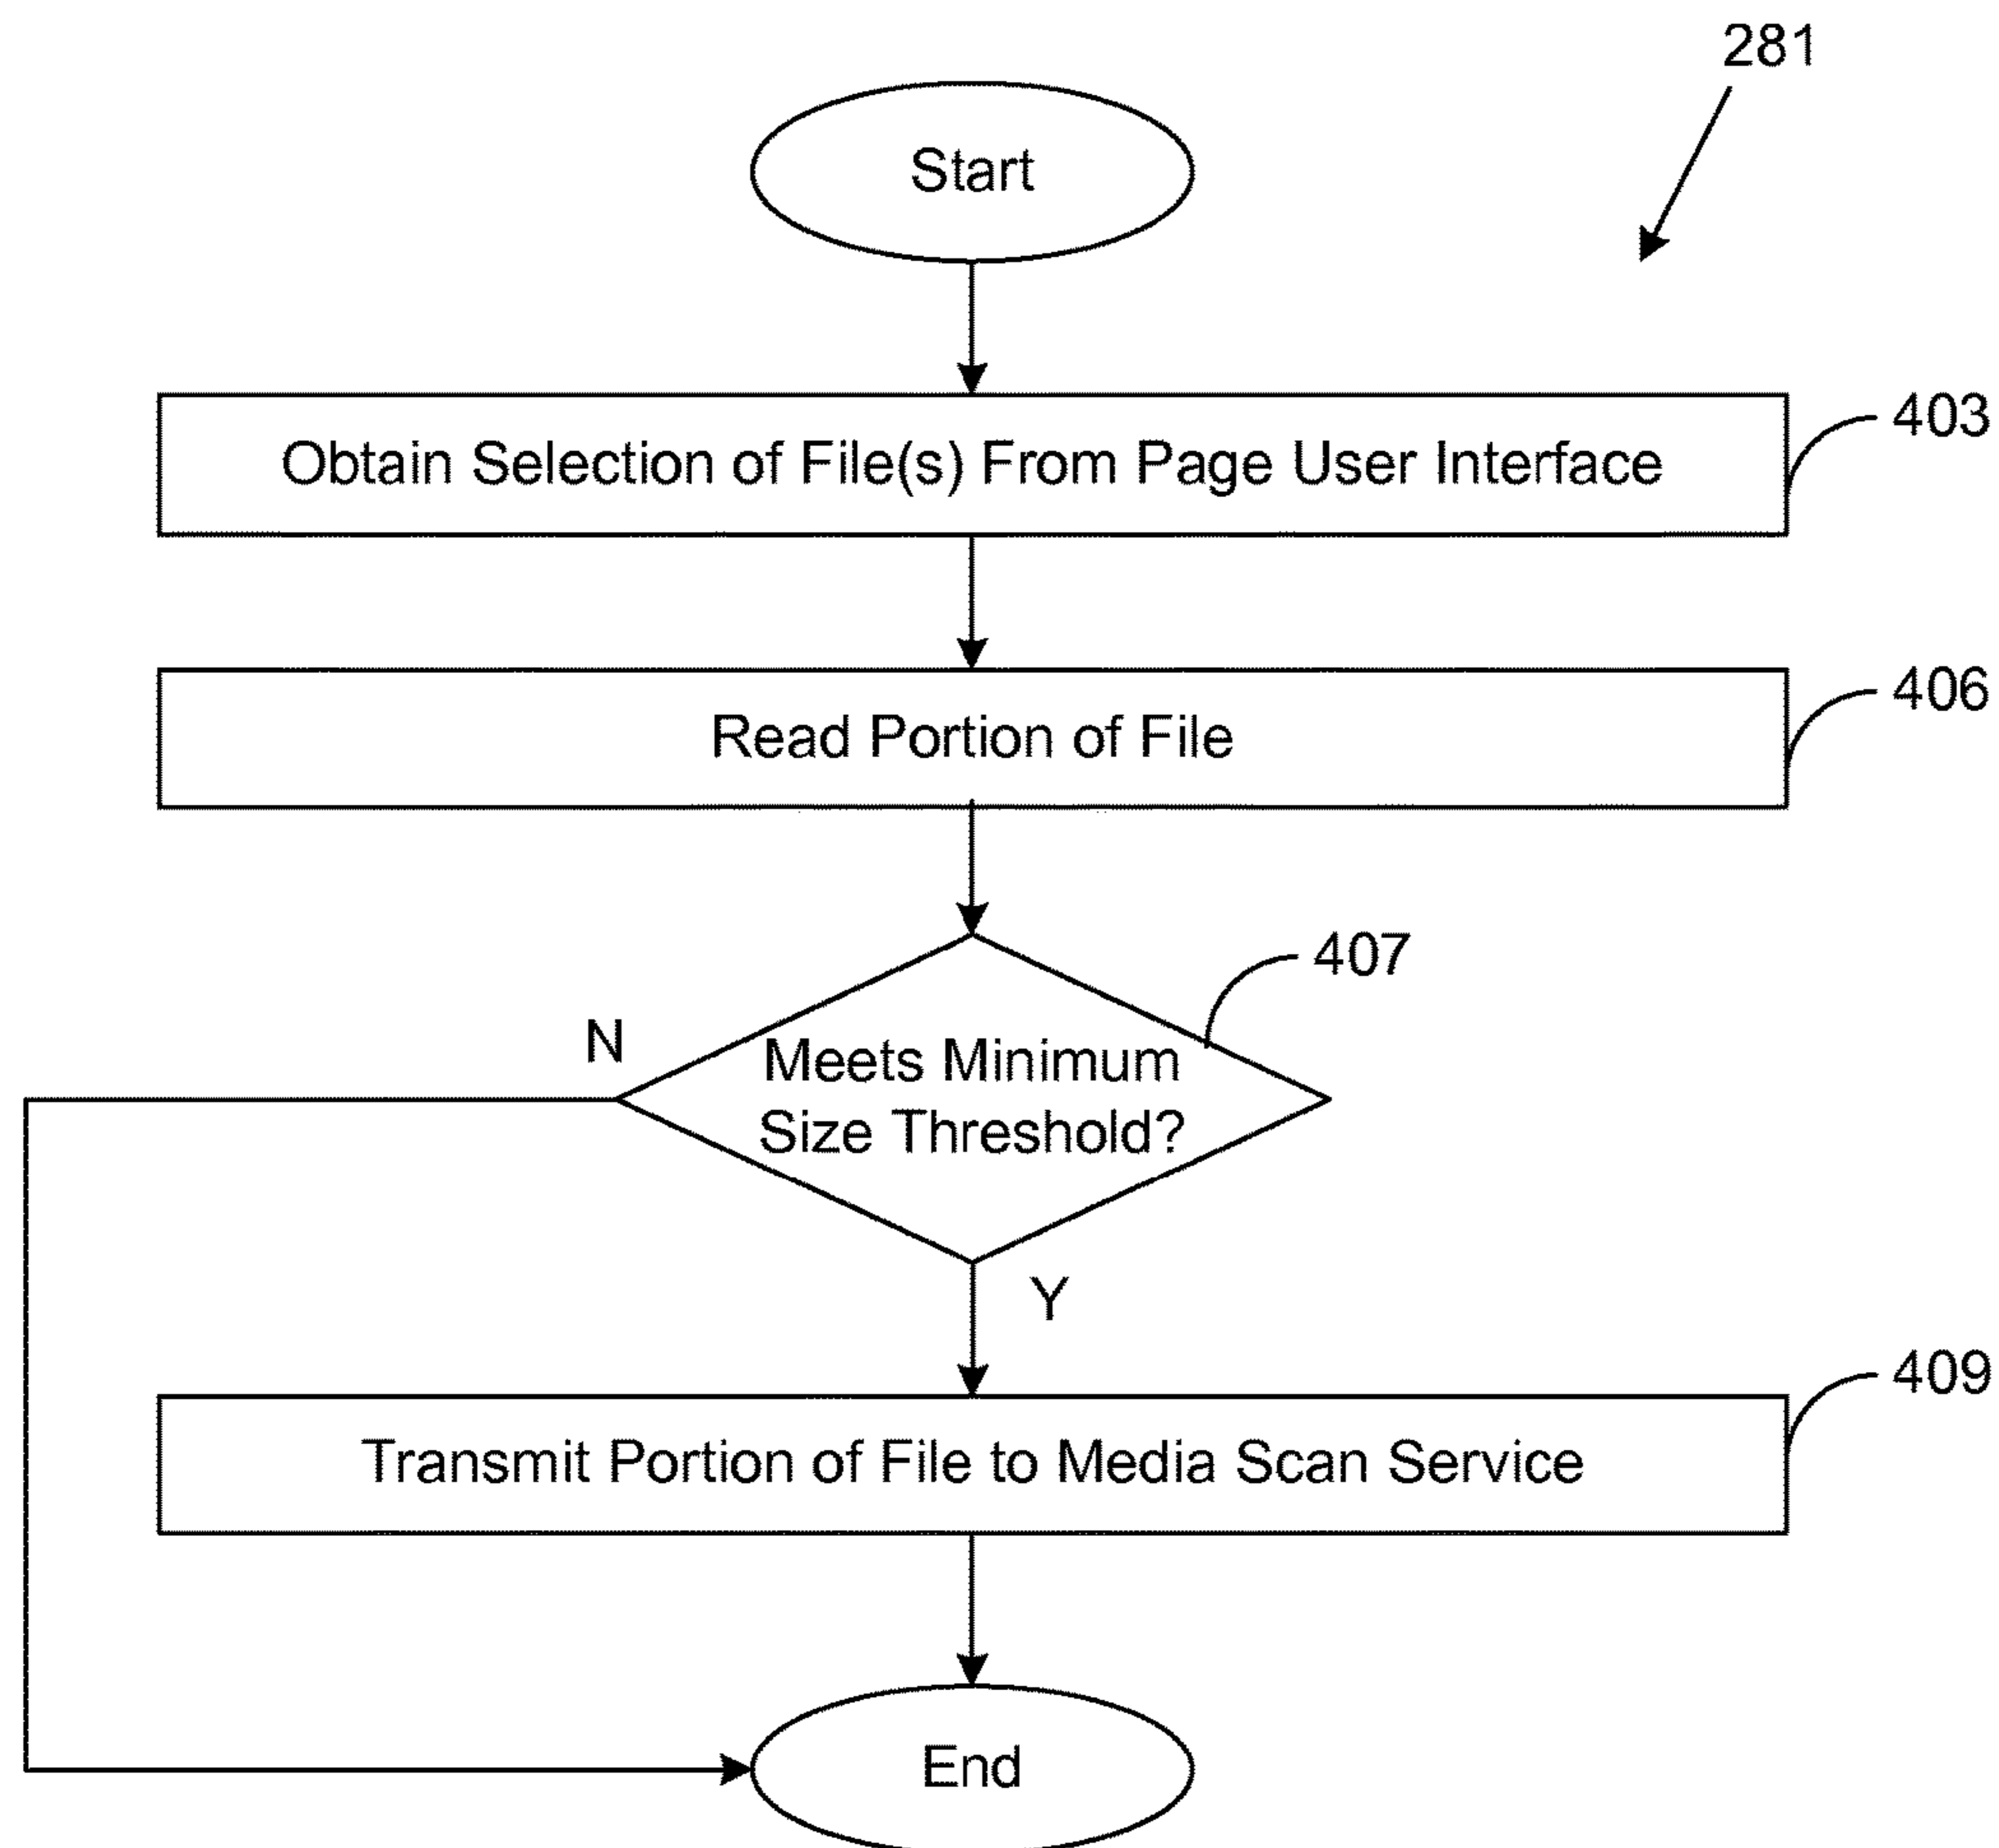 281
Start
Obtain Selection of File(s) From Page User Interface
403
Read Portion of File
406
407
N
Meets Minimum
Size Threshold?
Y
409
Transmit Portion of File to Media Scan Service
End